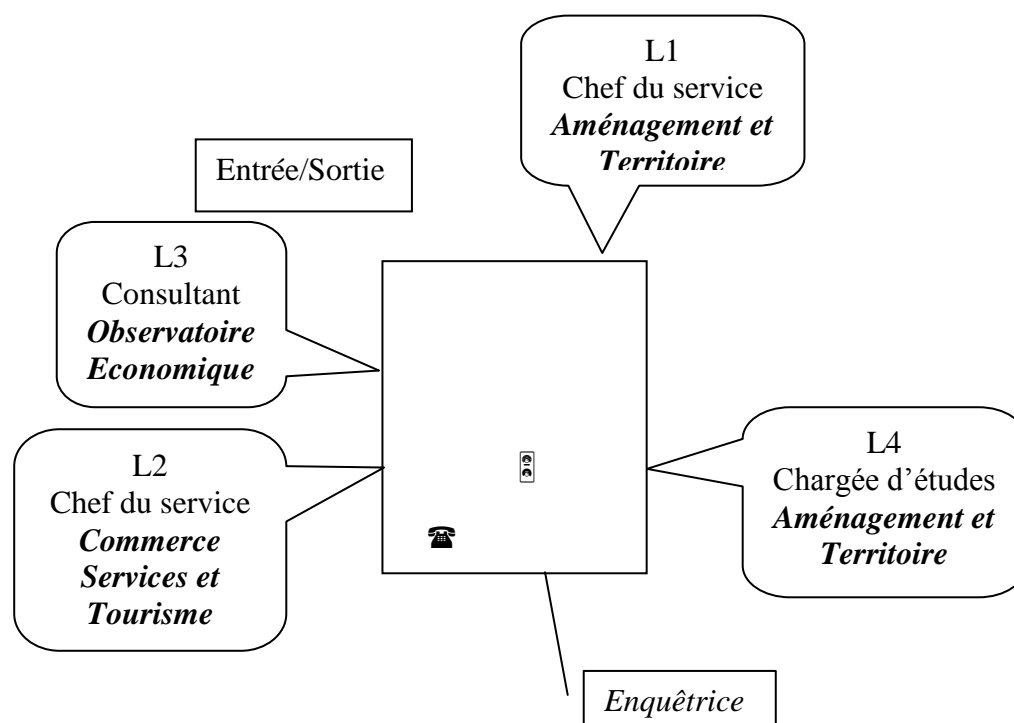 L1
Chef du service
Aménagement et
Territoire
Entrée/Sortie
L3
Consultant
Observatoire
Economique
L2
Chef du service
Commerce
Services et
Tourisme
L4
Chargée d’études
Aménagement et
Territoire
Enquêtrice